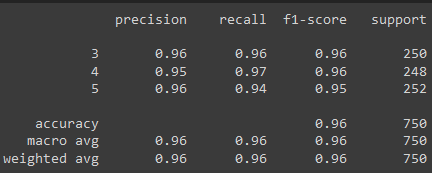 precision recall f1-score support
3 0.96 0.96 0.96 250
4 0.95 0.97 0.96 248
5 0.96 0.94 0.95 252
accuracy 0.96 750
macro avg 0.96 0.96 0.96 750
weighted avg 0.96 0.96 0.96 750